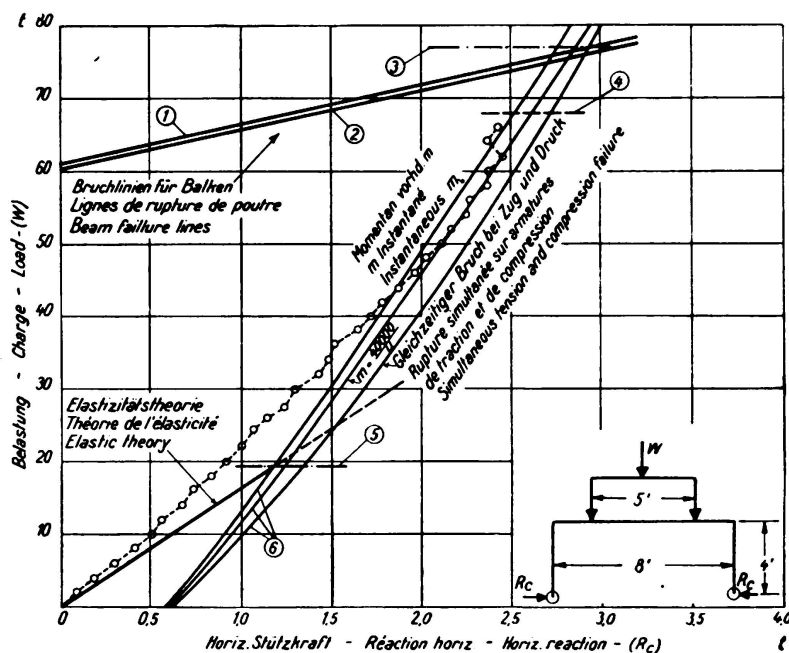 t 80
70
60
50
40
30
20
10
0
0,5
1,0
1,5
2,0
2,5
3,0
3,5
4,0
t
Belastung - Charge - Load - (W)
Horiz. Stützkraft - Réaction horiz - Horiz. reaction - (Rc)
1
2
3
4
5
6
Bruchlinien für Balken
Lignes de rupture de poutre
Beam faillure lines
Momentan vorhd. m
m Instantané
Instantaneous m
m = 40000
Gleichzeitiger Bruch bei Zug und Druck
Rupture simultanée sur armatures
de traction et de compression
Simultaneous tension and compression failure
Elastizitätstheorie
Théorie de l'élasticité
Elastic theory
W
5'
8'
4'
Rc
Rc